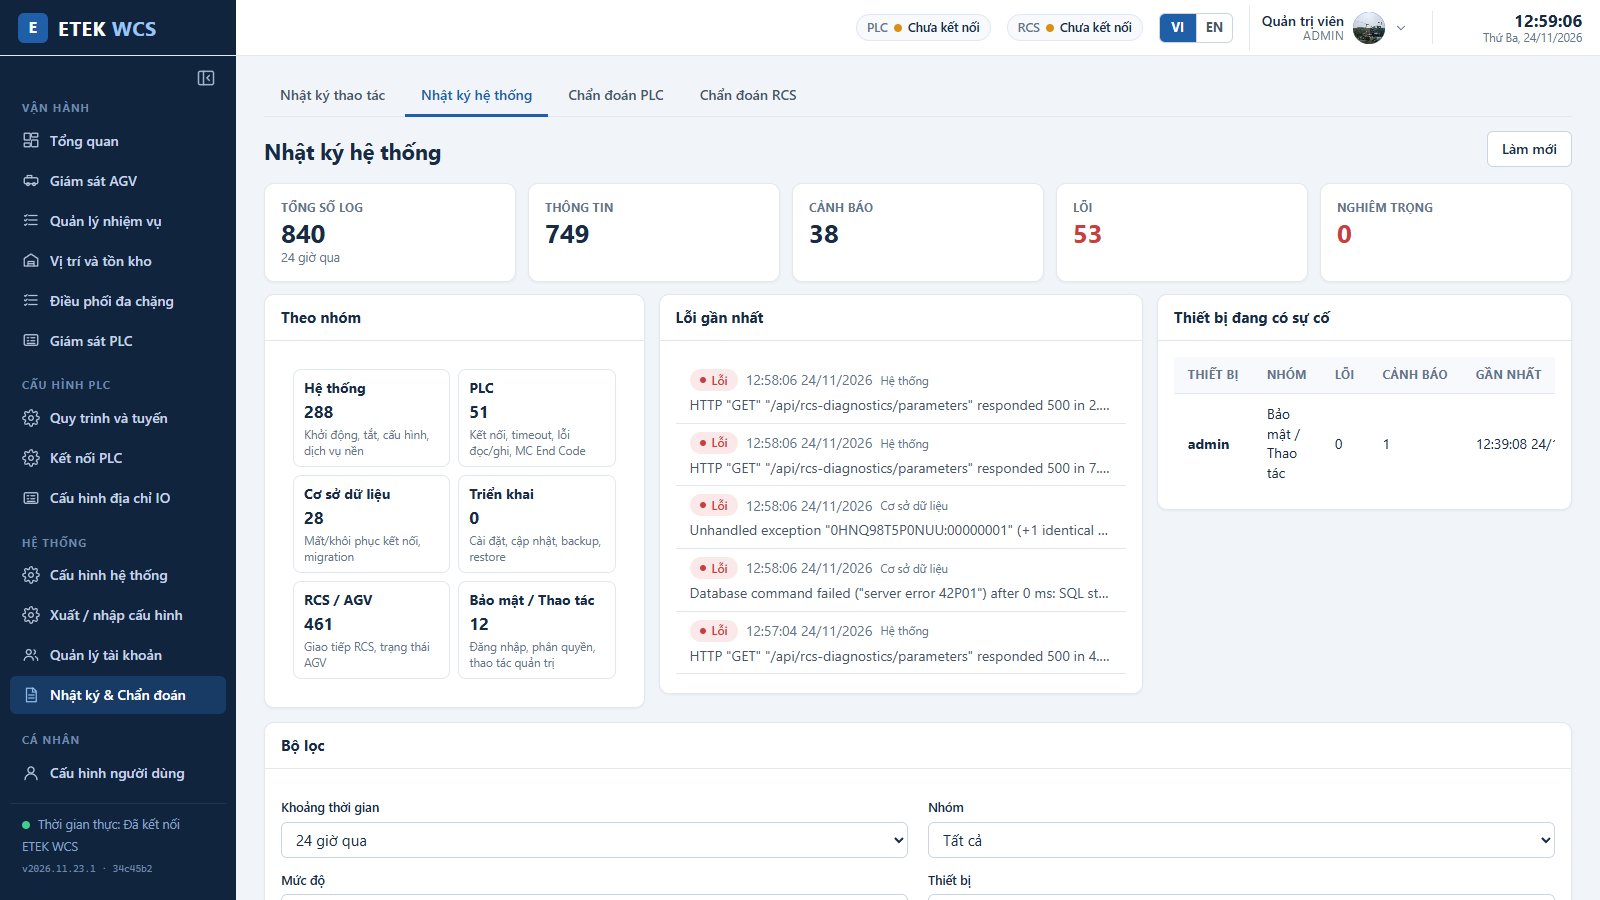 E ETEK WCS
PLC Chưa kết nối
RCS Chưa kết nối
VI EN
Quản trị viên
ADMIN
12:59:06
Thứ Ba, 24/11/2026
VẬN HÀNH
Tổng quan
Giám sát AGV
Quản lý nhiệm vụ
Vị trí và tồn kho
Điều phối đa chặng
Giám sát PLC
CẤU HÌNH PLC
Quy trình và tuyến
Kết nối PLC
Cấu hình địa chỉ IO
HỆ THỐNG
Cấu hình hệ thống
Xuất / nhập cấu hình
Quản lý tài khoản
Nhật ký & Chẩn đoán
CÁ NHÂN
Cấu hình người dùng
Thời gian thực: Đã kết nối
ETEK WCS
v2026.11.23.1 · 34c45b2
Nhật ký thao tác
Nhật ký hệ thống
Chẩn đoán PLC
Chẩn đoán RCS
Nhật ký hệ thống
Làm mới
TỔNG SỐ LOG
840
24 giờ qua
THÔNG TIN
749
CẢNH BÁO
38
LỖI
53
NGHIÊM TRỌNG
0
Theo nhóm
Hệ thống
288
Khởi động, tắt, cấu hình,
dịch vụ nền
PLC
51
Kết nối, timeout, lỗi
đọc/ghi, MC End Code
Cơ sở dữ liệu
28
Mất/khôi phục kết nối,
migration
Triển khai
0
Cài đặt, cập nhật, backup,
restore
RCS / AGV
461
Giao tiếp RCS, trạng thái
AGV
Bảo mật / Thao tác
12
Đăng nhập, phân quyền,
thao tác quản trị
Lỗi gần nhất
Lỗi 12:58:06 24/11/2026 Hệ thống
HTTP "GET" "/api/rcs-diagnostics/parameters" responded 500 in 2....
Lỗi 12:58:06 24/11/2026 Hệ thống
HTTP "GET" "/api/rcs-diagnostics/parameters" responded 500 in 7....
Lỗi 12:58:06 24/11/2026 Cơ sở dữ liệu
Unhandled exception "0HNQ98T5P0NUU:00000001" (+1 identical ...
Lỗi 12:58:06 24/11/2026 Cơ sở dữ liệu
Database command failed ("server error 42P01") after 0 ms: SQL st...
Lỗi 12:57:04 24/11/2026 Hệ thống
HTTP "GET" "/api/rcs-diagnostics/parameters" responded 500 in 4....
Thiết bị đang có sự cố
THIẾT BỊ NHÓM LỖI CẢNH BÁO GẦN NHẤT
admin
Bảo
mật /
Thao
tác
0
1
12:39:08 24/1
Bộ lọc
Khoảng thời gian
24 giờ qua
Nhóm
Tất cả
Mức độ
Thiết bị